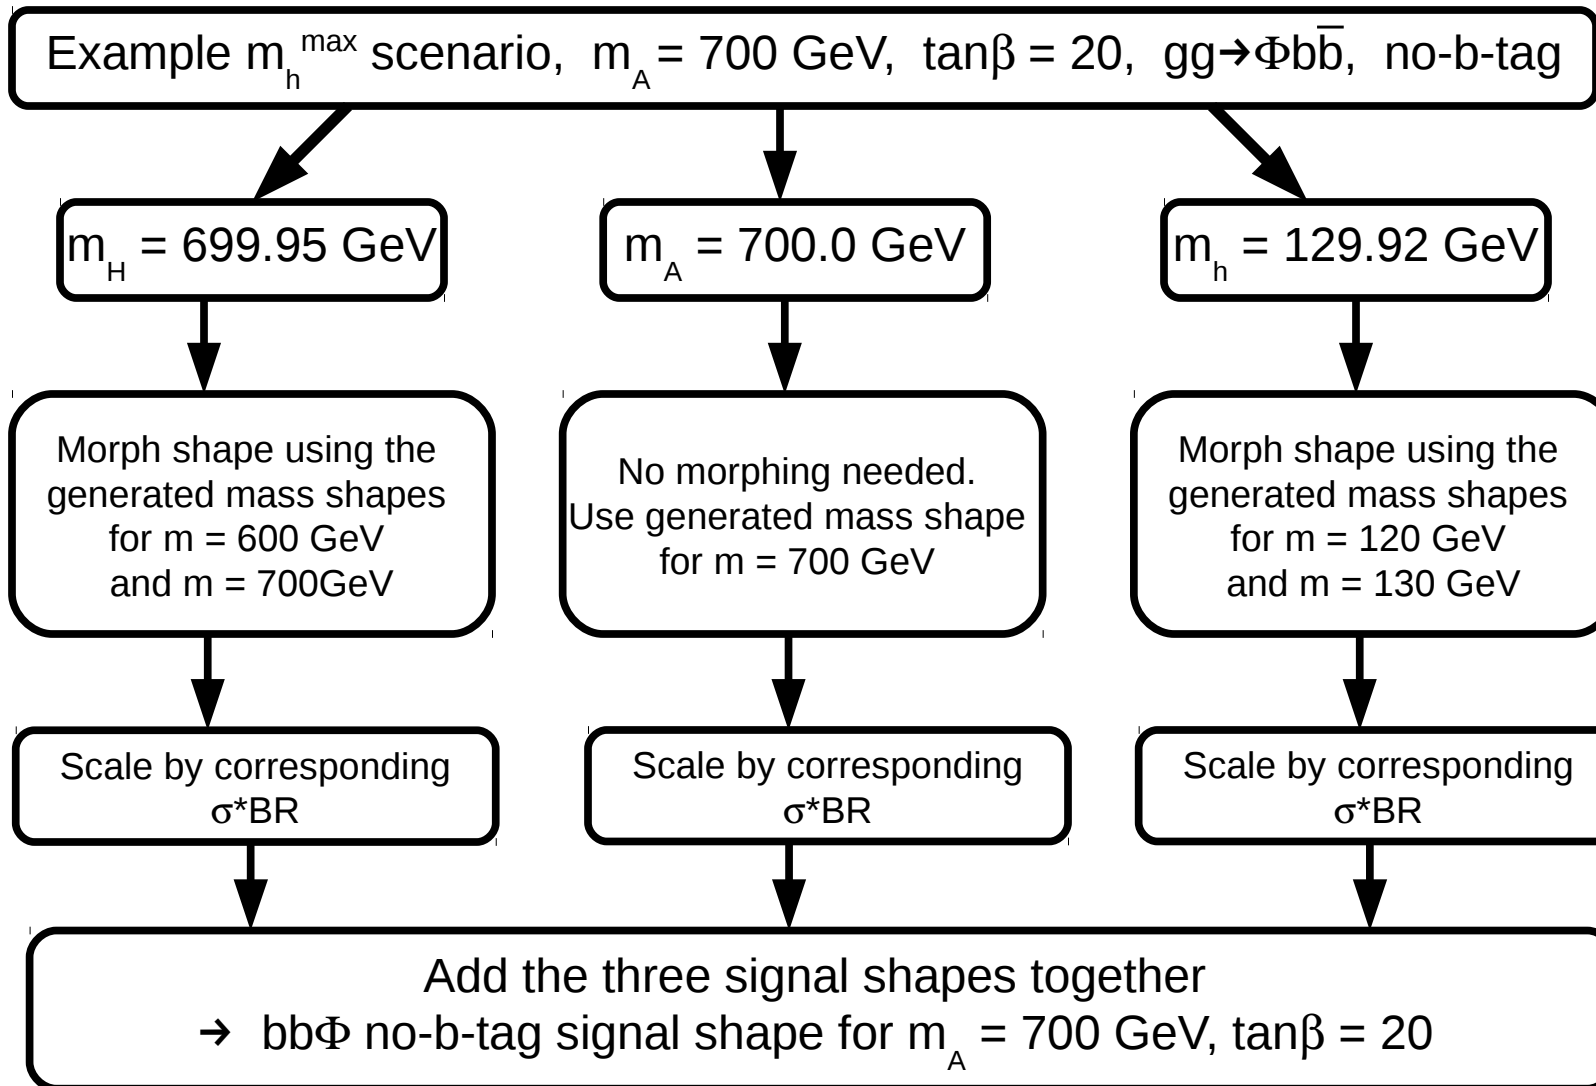 Example m_h^max scenario, m_A = 700 GeV, tanβ = 20, gg→Φbb̅, no-b-tag
m_H = 699.95 GeV
m_A = 700.0 GeV
m_h = 129.92 GeV
Morph shape using the
generated mass shapes
for m = 600 GeV
and m = 700GeV
No morphing needed.
Use generated mass shape
for m = 700 GeV
Morph shape using the
generated mass shapes
for m = 120 GeV
and m = 130 GeV
Scale by corresponding
σ*BR
Scale by corresponding
σ*BR
Scale by corresponding
σ*BR
Add the three signal shapes together
→ bbΦ no-b-tag signal shape for m_A = 700 GeV, tanβ = 20